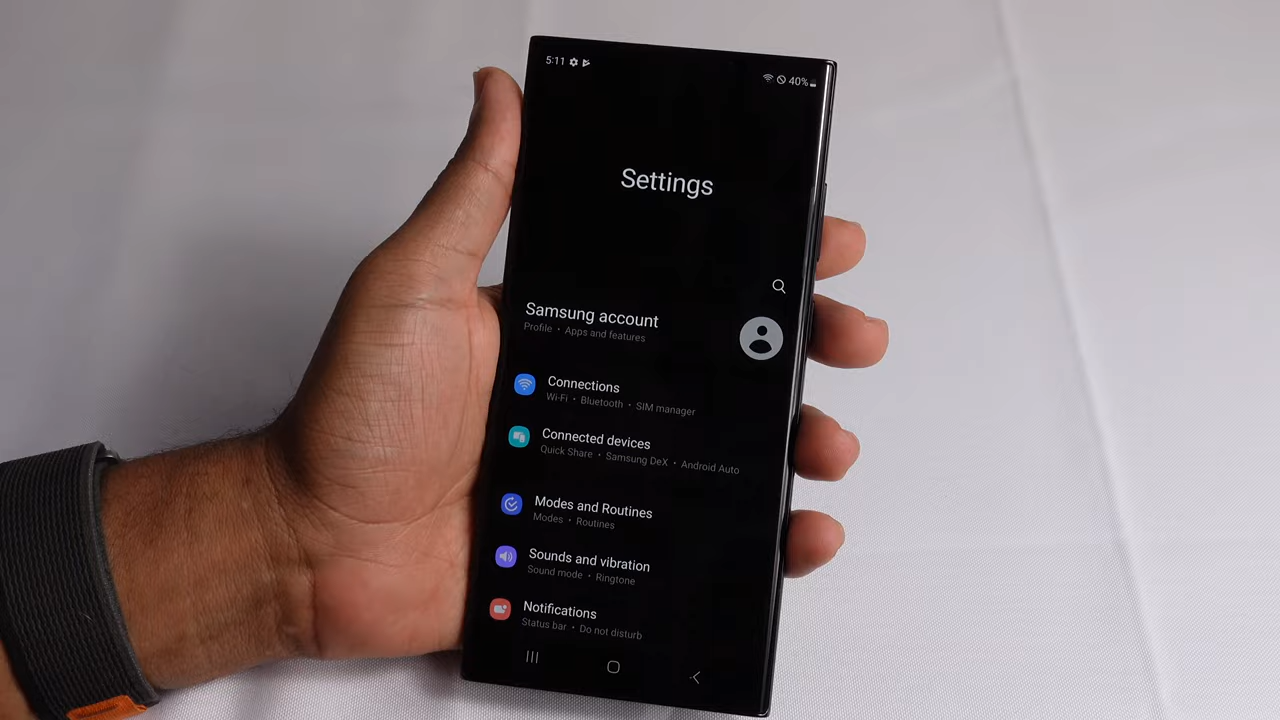 5:11
40%
Settings
Samsung account
Profile • Apps and features
Connections
Wi-Fi • Bluetooth • SIM manager
Connected devices
Quick Share • Samsung DeX • Android Auto
Modes and Routines
Modes • Routines
Sounds and vibration
Sound mode • Ringtone
Notifications
Status bar • Do not disturb